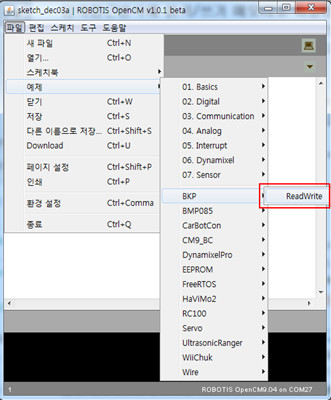 sketch_dec03a | ROBOTIS OpenCM v1.0.1 beta
파일 편집 스케치 도구 도움말
새 파일 Ctrl+N
열기... Ctrl+O
스케치북
예제
닫기 Ctrl+W
저장 Ctrl+S
다른 이름으로 저장... Ctrl+Shift+S
Download Ctrl+U
페이지 설정 Ctrl+Shift+P
인쇄 Ctrl+P
환경 설정 Ctrl+Comma
종료 Ctrl+Q
01. Basics
02. Digital
03. Communication
04. Analog
05. Interrupt
06. Dynamixel
07. Sensor
BKP
BMP085
CarBotCon
CM9_BC
DynamixelPro
EEPROM
FreeRTOS
HaViMo2
RC100
Servo
UltrasonicRanger
WiiChuk
Wire
ReadWrite
1 ROBOTIS OpenCM9.04 on COM27